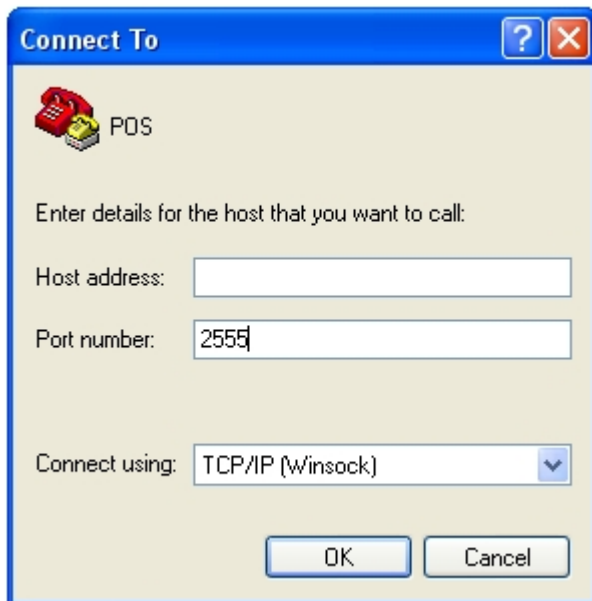 Connect To
?
POS
Enter details for the host that you want to call:
Host address:
Port number: 2555
Connect using: TCP/IP (Winsock)
OK Cancel